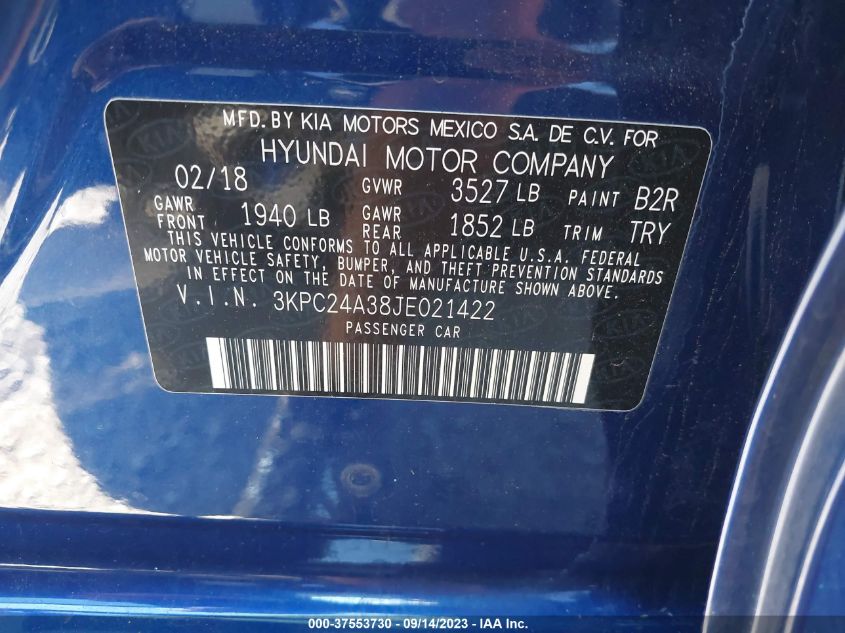 MFD. BY KIA MOTORS MEXICO S.A. DE C.V. FOR
HYUNDAI MOTOR COMPANY
02/18 GVWR 3527 LB PAINT B2R
GAWR FRONT 1940 LB GAWR REAR 1852 LB TRIM TRY
THIS VEHICLE CONFORMS TO ALL APPLICABLE U.S.A. FEDERAL
MOTOR VEHICLE SAFETY, BUMPER, AND THEFT PREVENTION STANDARDS
IN EFFECT ON THE DATE OF MANUFACTURE SHOWN ABOVE.
V.I.N. 3KPC24A38JE021422
PASSENGER CAR
000-37553730 - 09/14/2023 - IAA Inc.